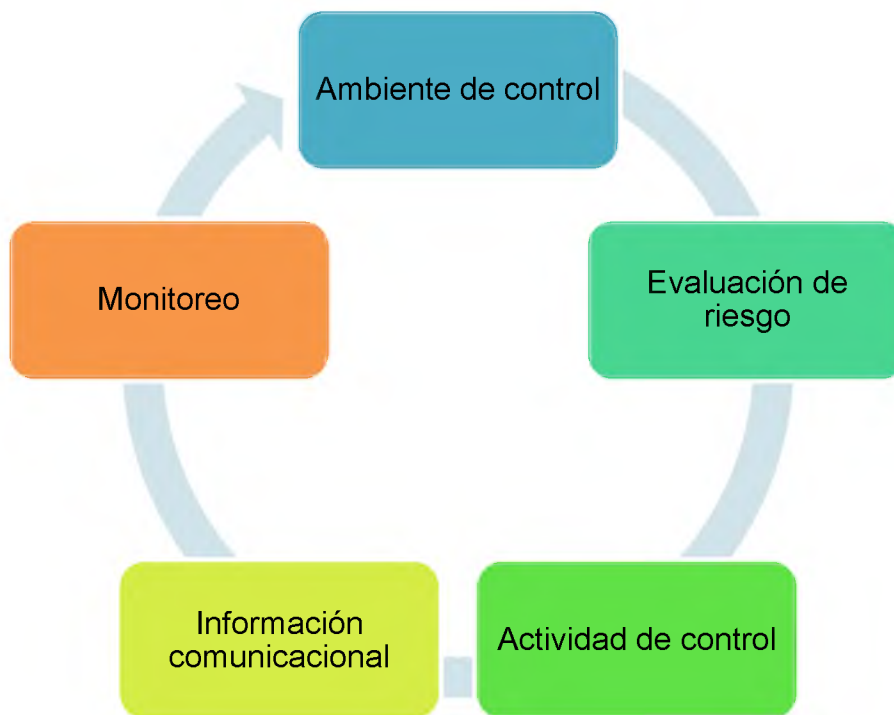 Ambiente de control
Evaluación de
riesgo
Actividad de control
Información
comunicacional
Monitoreo